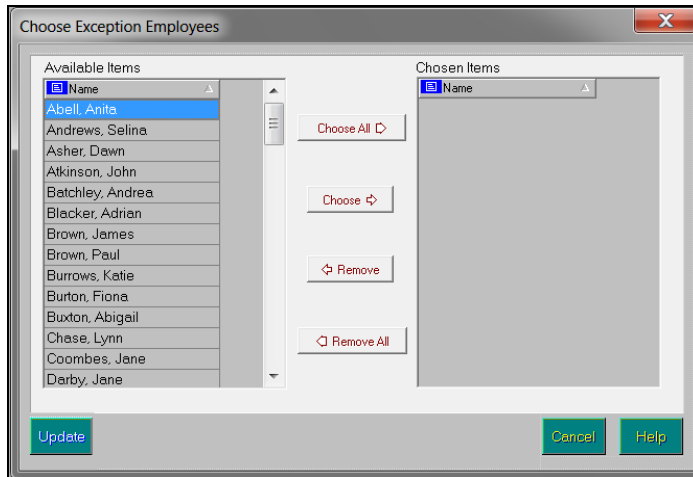 Choose Exception Employees
Available Items
Name
Abell, Anita
Andrews, Selina
Asher, Dawn
Atkinson, John
Batchley, Andrea
Blacker, Adrian
Brown, James
Brown, Paul
Burrows, Katie
Burton, Fiona
Buxton, Abigail
Chase, Lynn
Coombes, Jane
Darby, Jane
Choose All
Choose
Remove
Remove All
Chosen Items
Name
Update
Cancel
Help